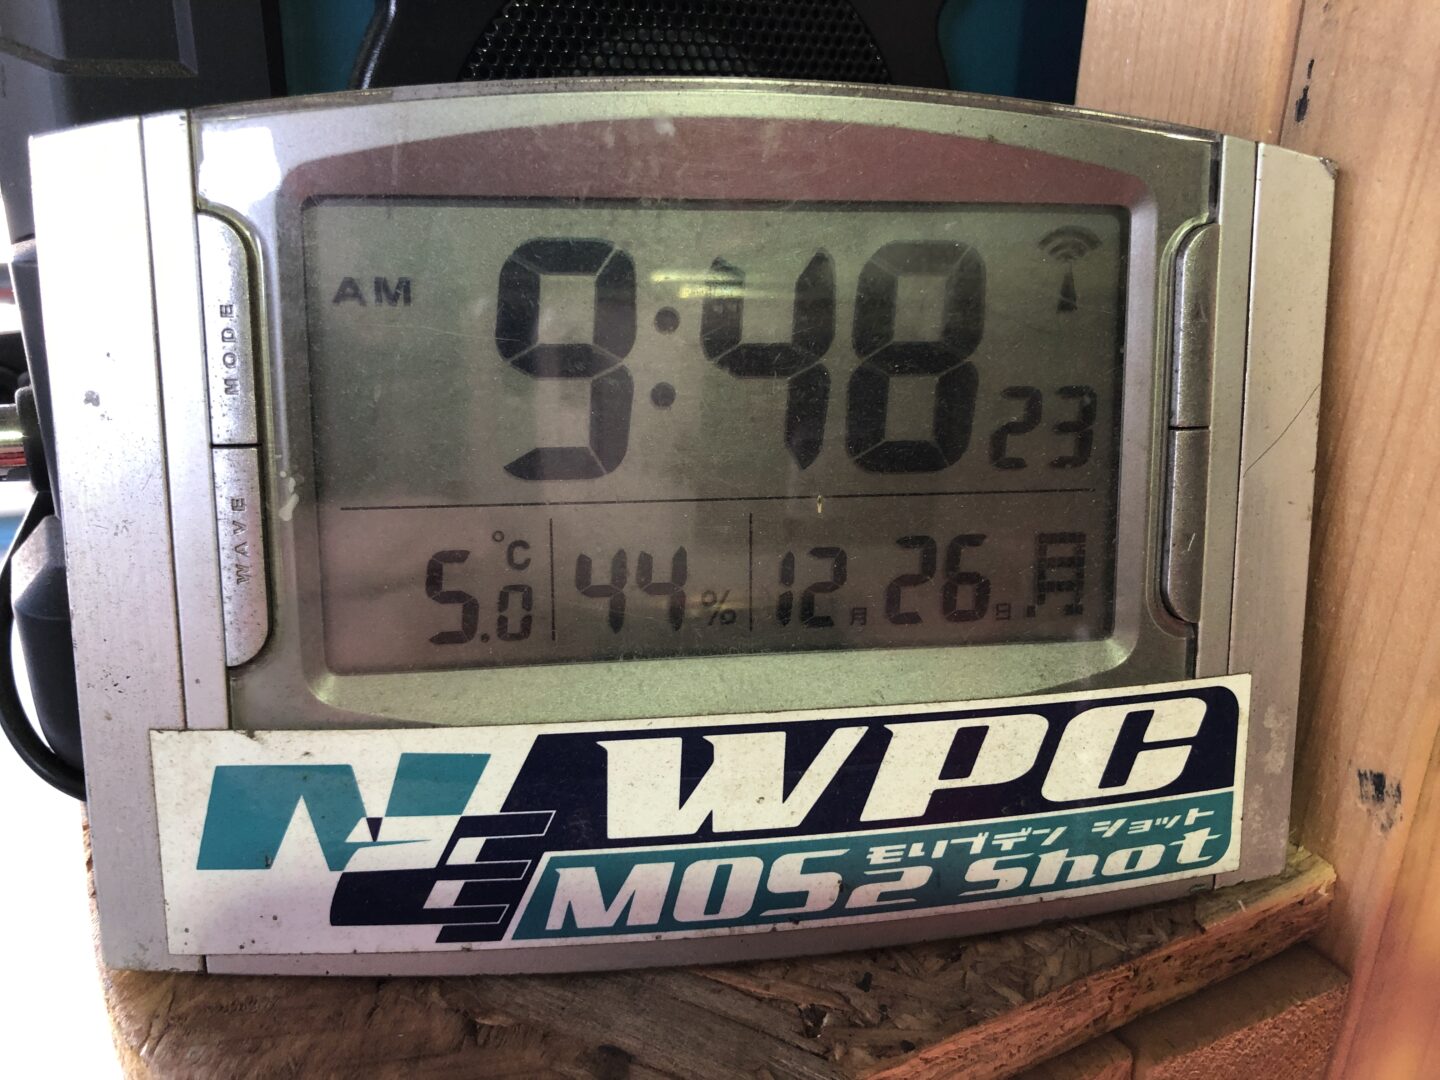 AM 9:48 23
5.0 °C 44 % 12月26日 月
MODE
WAVE
NE WPC
モリブデン ショット
MOS2 Shot